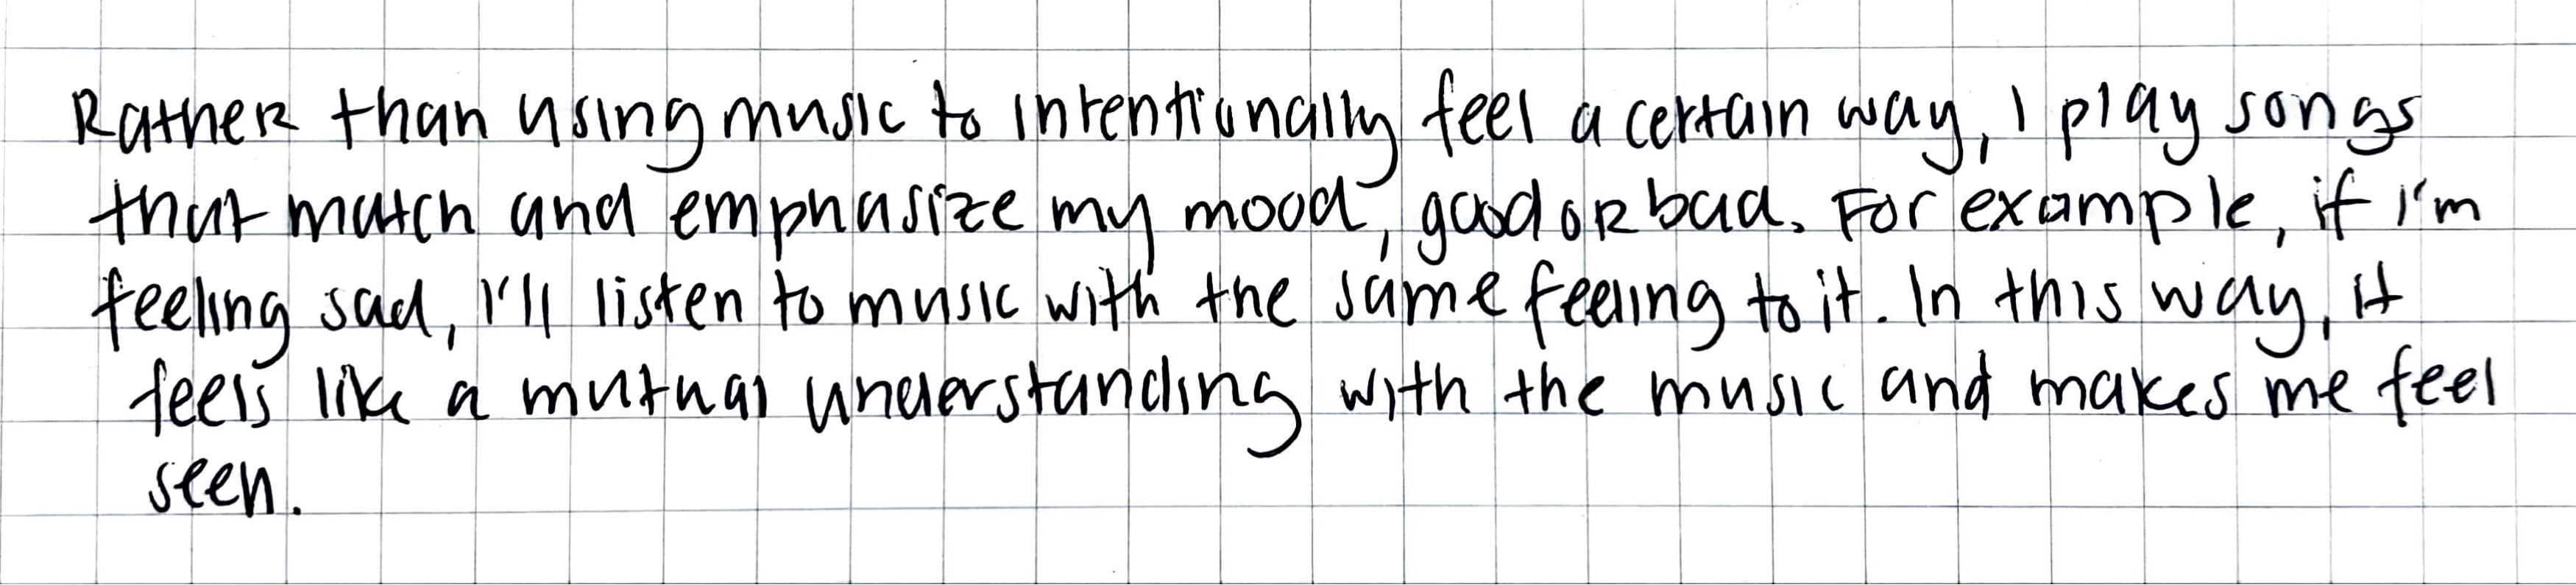 Rather than using music to intentionally feel a certain way, I play songs
that match and emphasize my mood, good or bad. For example, if I'm
feeling sad, I'll listen to music with the same feeling to it. In this way, it
feels like a mutual understanding with the music and makes me feel
seen.